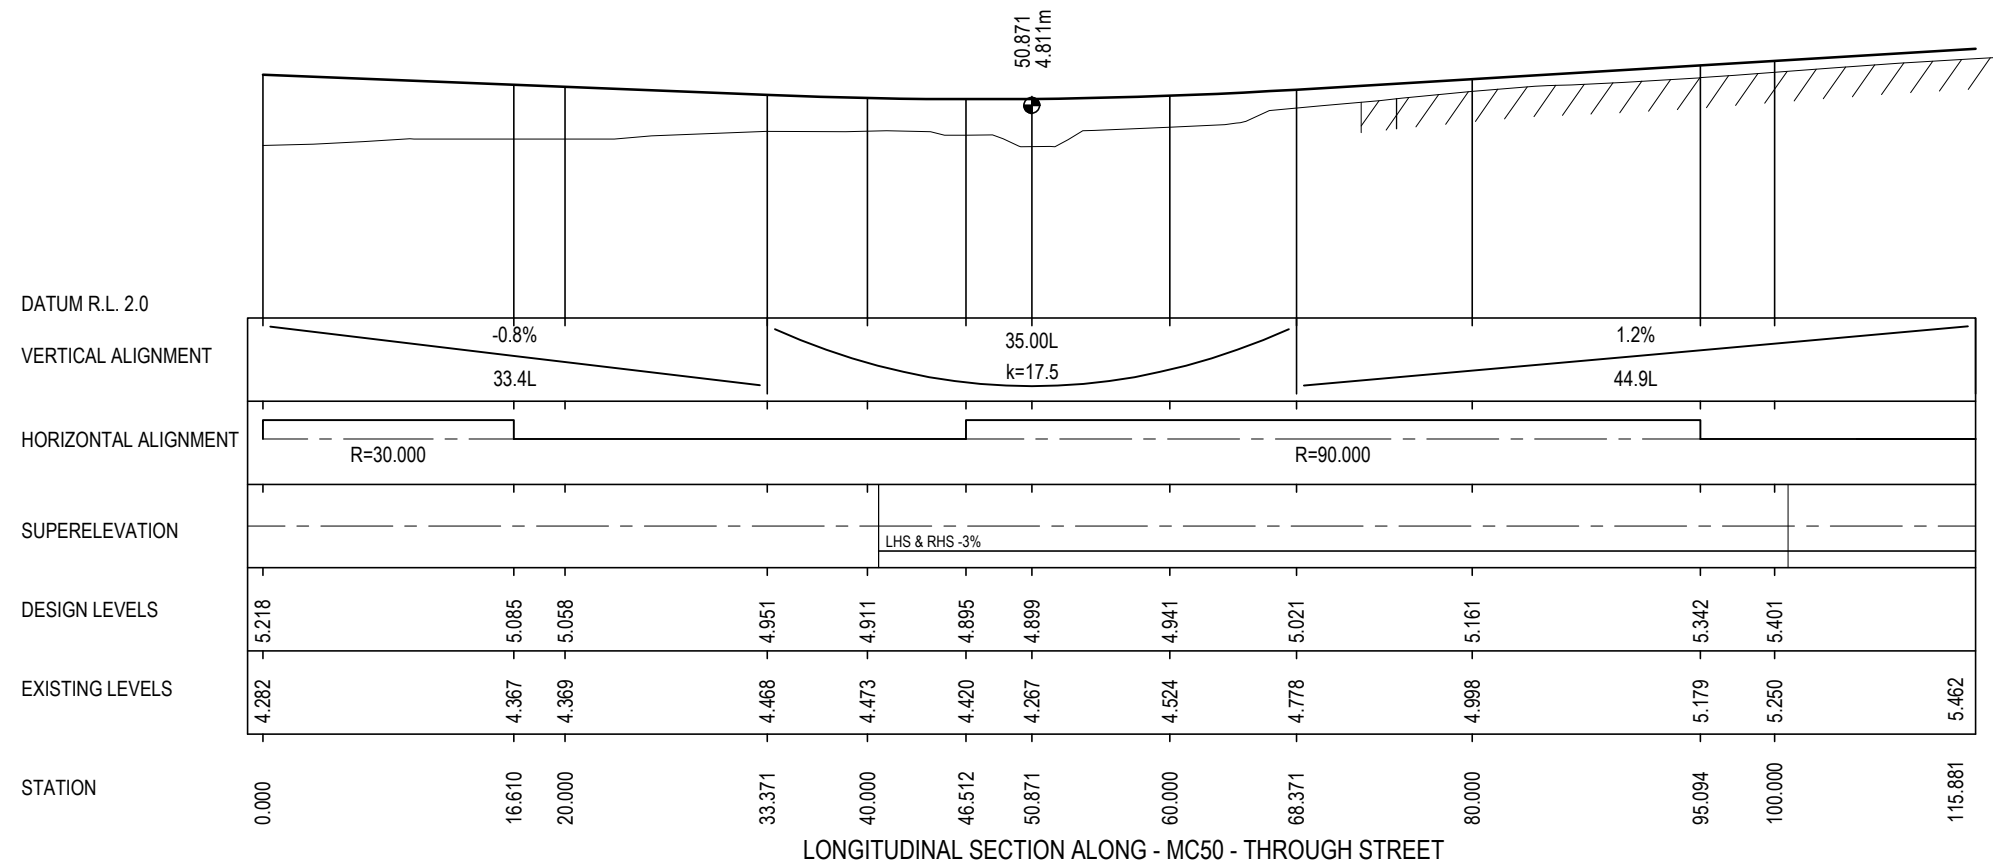 50.871
4.811m
DATUM R.L. 2.0
VERTICAL ALIGNMENT
-0.8%
33.4L
35.00L
k=17.5
1.2%
44.9L
HORIZONTAL ALIGNMENT
R=30.000
R=90.000
SUPERELEVATION
LHS & RHS -3%
DESIGN LEVELS
5.218
5.085
5.058
4.951
4.911
4.895
4.899
4.941
5.021
5.161
5.342
5.401
EXISTING LEVELS
4.282
4.367
4.369
4.468
4.473
4.420
4.267
4.524
4.778
4.998
5.179
5.250
5.462
STATION
0.000
16.610
20.000
33.371
40.000
46.512
50.871
60.000
68.371
80.000
95.094
100.000
115.881
LONGITUDINAL SECTION ALONG - MC50 - THROUGH STREET